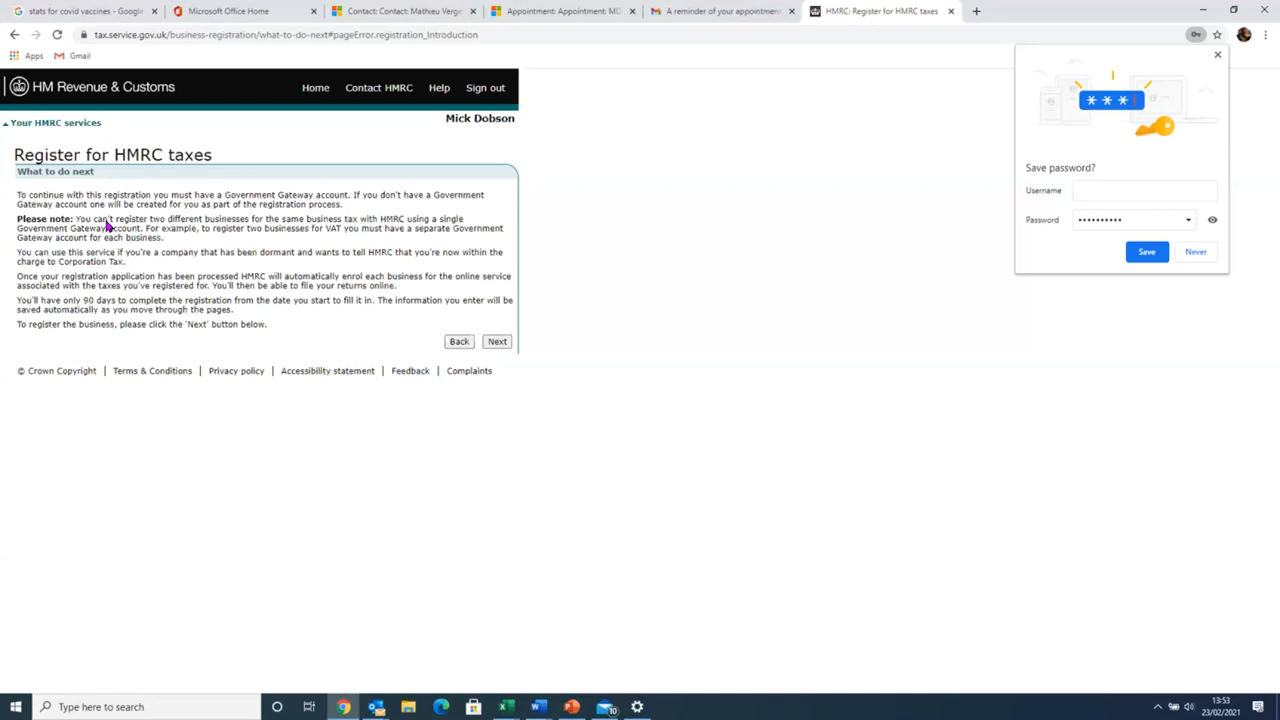 stats for covid vaccines - Google
Microsoft Office Home
Contact: Contact: Mathieu Verge
Appointment: Appointment: MD
A reminder of your appointment
HMRC: Register for HMRC taxes
tax.service.gov.uk/business-registration/what-to-do-next#pageError.registration_Introduction
Apps
Gmail
HM Revenue & Customs
Home
Contact HMRC
Help
Sign out
Your HMRC services
Mick Dobson
Register for HMRC taxes
What to do next
To continue with this registration you must have a Government Gateway account. If you don't have a Government
Gateway account one will be created for you as part of the registration process.
Please note: You can't register two different businesses for the same business tax with HMRC using a single
Government Gateway account. For example, to register two businesses for VAT you must have a separate Government
Gateway account for each business.
You can use this service if you're a company that has been dormant and wants to tell HMRC that you're now within the
charge to Corporation Tax.
Once your registration application has been processed HMRC will automatically enrol each business for the online service
associated with the taxes you've registered for. You'll then be able to file your returns online.
You'll have only 90 days to complete the registration from the date you start to fill it in. The information you enter will be
saved automatically as you move through the pages.
To register the business, please click the 'Next' button below.
Back
Next
© Crown Copyright | Terms & Conditions | Privacy policy | Accessibility statement | Feedback | Complaints
Save password?
Username
Password
••••••••••
Save
Never
Type here to search
10
13:53
23/02/2021